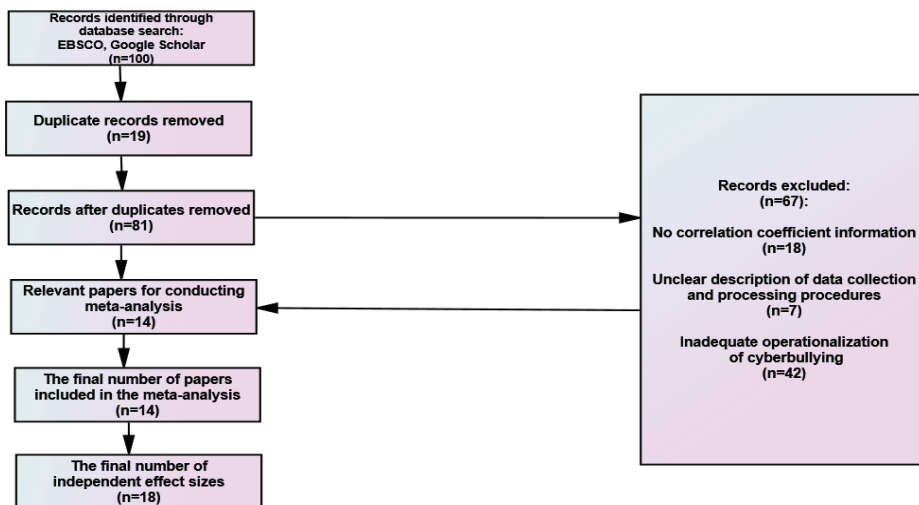 Records identified through
database search:
EBSCO, Google Scholar
(n=100)
Duplicate records removed
(n=19)
Records after duplicates removed
(n=81)
Relevant papers for conducting
meta-analysis
(n=14)
The final number of papers
included in the meta-analysis
(n=14)
The final number of
independent effect sizes
(n=18)
Records excluded:
(n=67):
No correlation coefficient information
(n=18)
Unclear description of data collection
and processing procedures
(n=7)
Inadequate operationalization
of cyberbullying
(n=42)